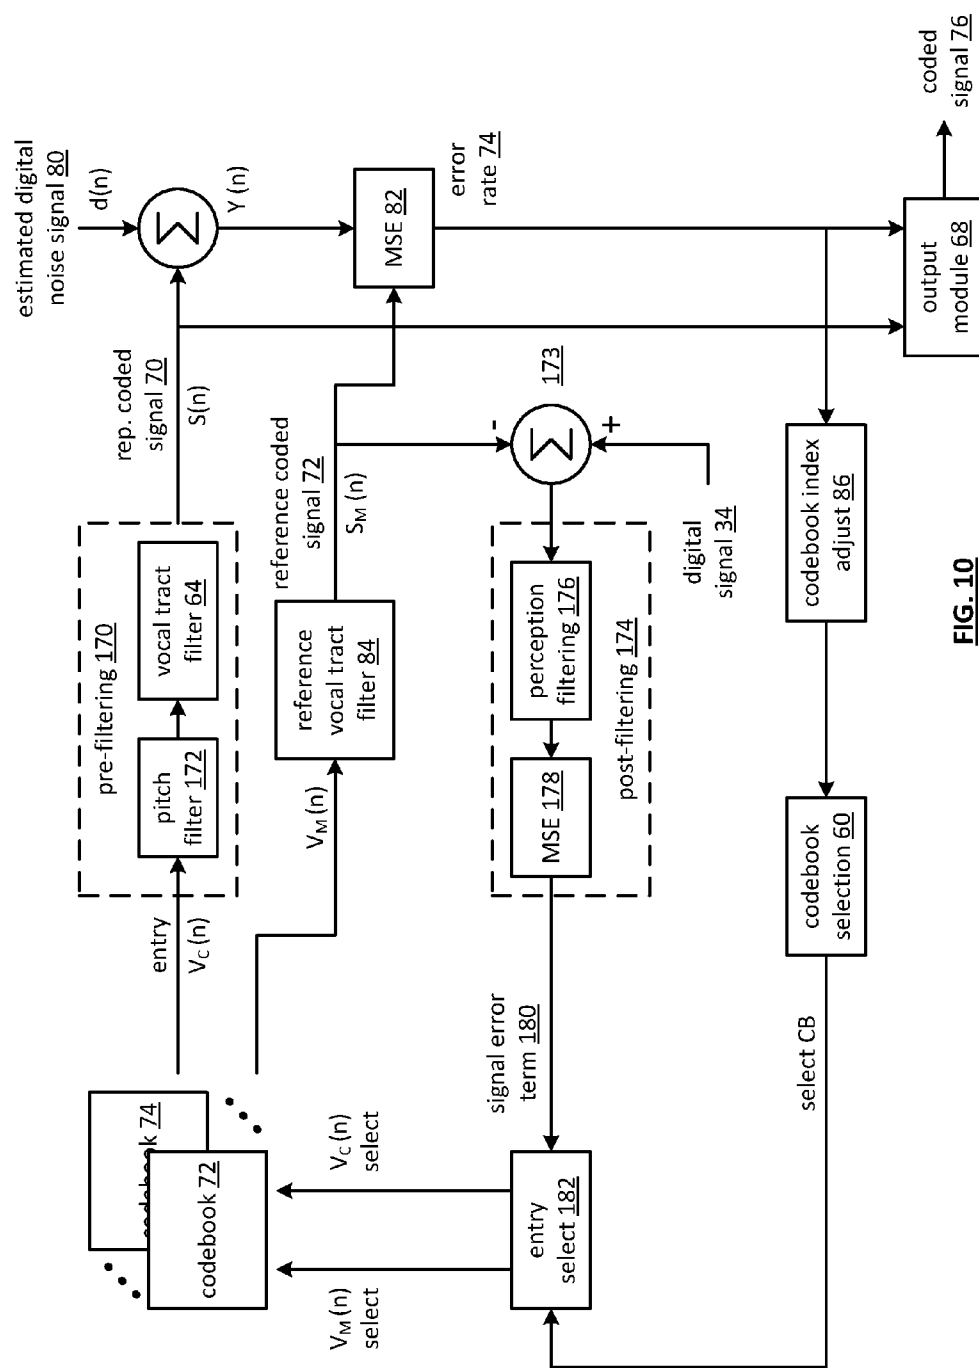 codebook 74
codebook 72
entry
V_C (n)
pre-filtering 170
pitch
filter 172
vocal tract
filter 64
rep. coded
signal 70
S(n)
estimated digital
noise signal 80
d(n)
Σ
Y (n)
V_M (n)
select
V_C (n)
select
V_M (n)
reference
vocal tract
filter 84
reference coded
signal 72
S_M (n)
MSE 82
error
rate 74
entry
select 182
signal error
term 180
MSE 178
perception
filtering 176
post-filtering 174
-
Σ
+
173
digital
signal 34
select CB
codebook
selection 60
codebook index
adjust 86
output
module 68
coded
signal 76
FIG. 10